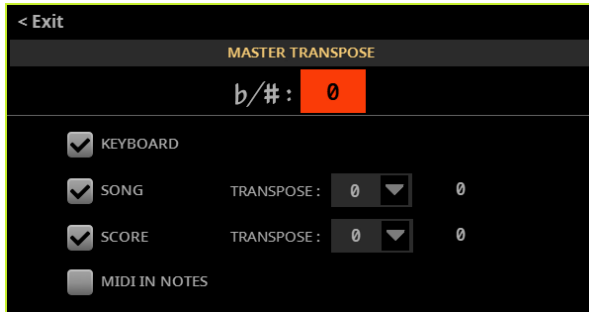 < Exit
MASTER TRANSPOSE
♭/#: 0
KEYBOARD
SONG TRANSPOSE: 0 0
SCORE TRANSPOSE: 0 0
MIDI IN NOTES